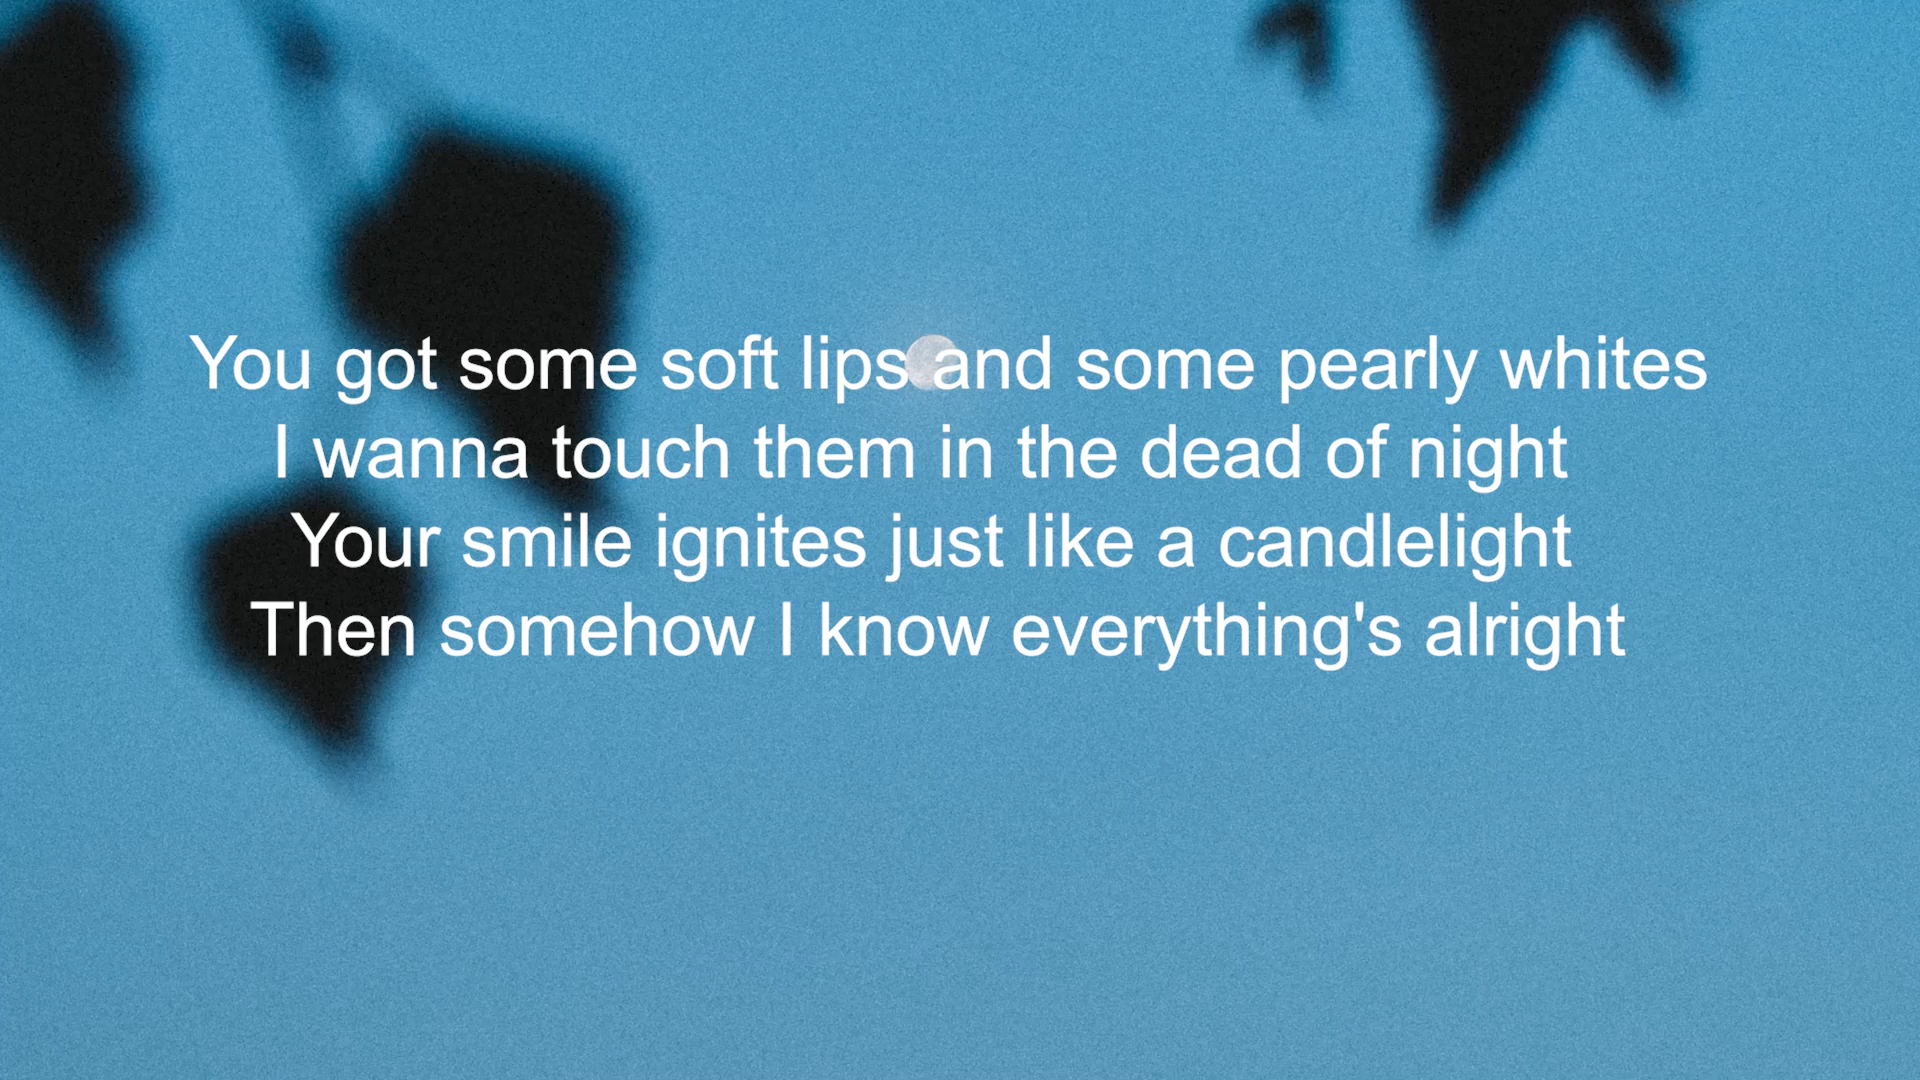 You got some soft lips and some pearly whites
I wanna touch them in the dead of night
Your smile ignites just like a candlelight
Then somehow I know everything's alright